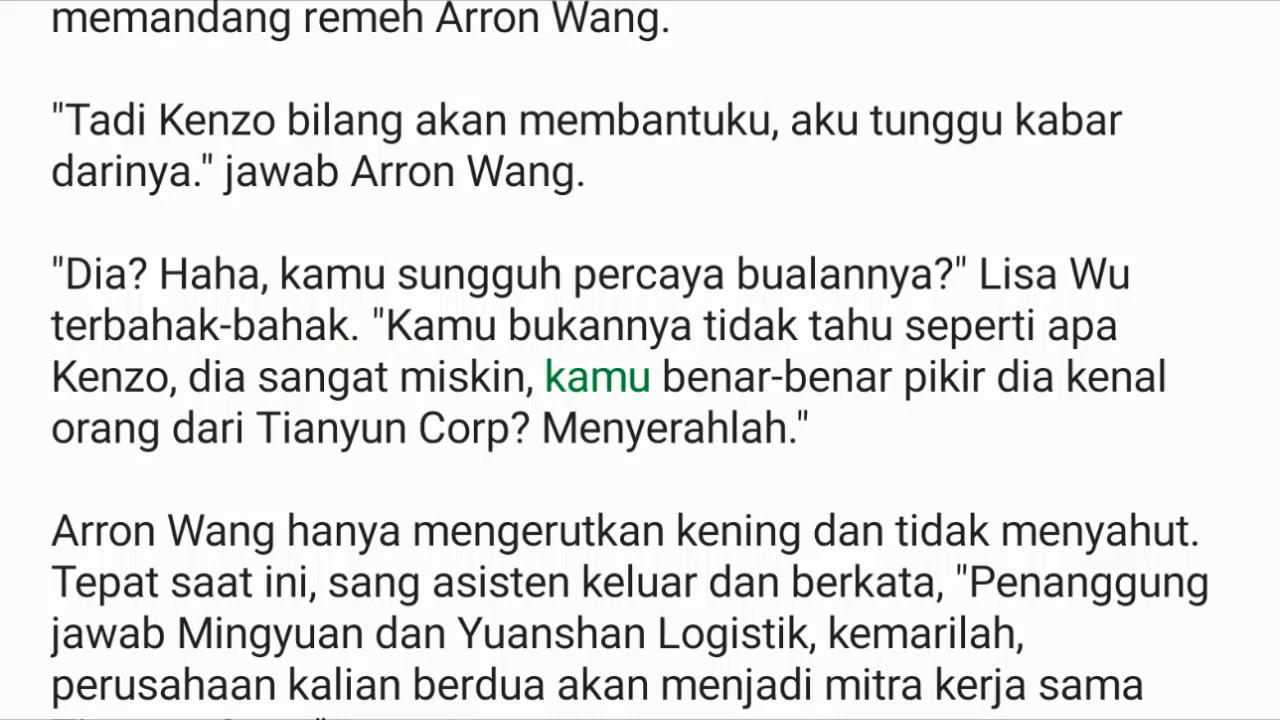 memandang remeh Arron Wang.
"Tadi Kenzo bilang akan membantuku, aku tunggu kabar
darinya." jawab Arron Wang.
"Dia? Haha, kamu sungguh percaya bualannya?" Lisa Wu
terbahak-bahak. "Kamu bukannya tidak tahu seperti apa
Kenzo, dia sangat miskin, kamu benar-benar pikir dia kenal
orang dari Tianyun Corp? Menyerahlah."
Arron Wang hanya mengerutkan kening dan tidak menyahut.
Tepat saat ini, sang asisten keluar dan berkata, "Penanggung
jawab Mingyuan dan Yuanshan Logistik, kemarilah,
perusahaan kalian berdua akan menjadi mitra kerja sama